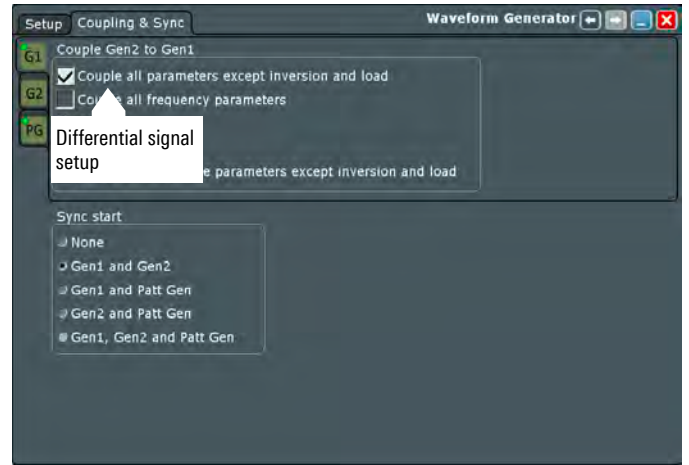 Setup Coupling & Sync Waveform Generator
G1 Couple Gen2 to Gen1
Couple all parameters except inversion and load
G2
all frequency parameters
PG
Differential signal
setup
parameters except inversion and load
Sync start
None
Gen1 and Gen2
Gen1 and Patt Gen
Gen2 and Patt Gen
Gen1, Gen2 and Patt Gen